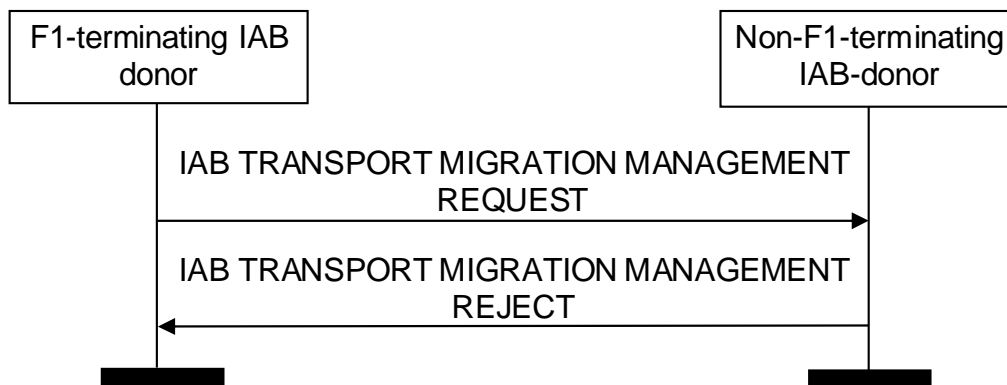 F1-terminating IAB
donor
Non-F1-terminating
IAB-donor
IAB TRANSPORT MIGRATION MANAGEMENT
REQUEST
IAB TRANSPORT MIGRATION MANAGEMENT
REJECT